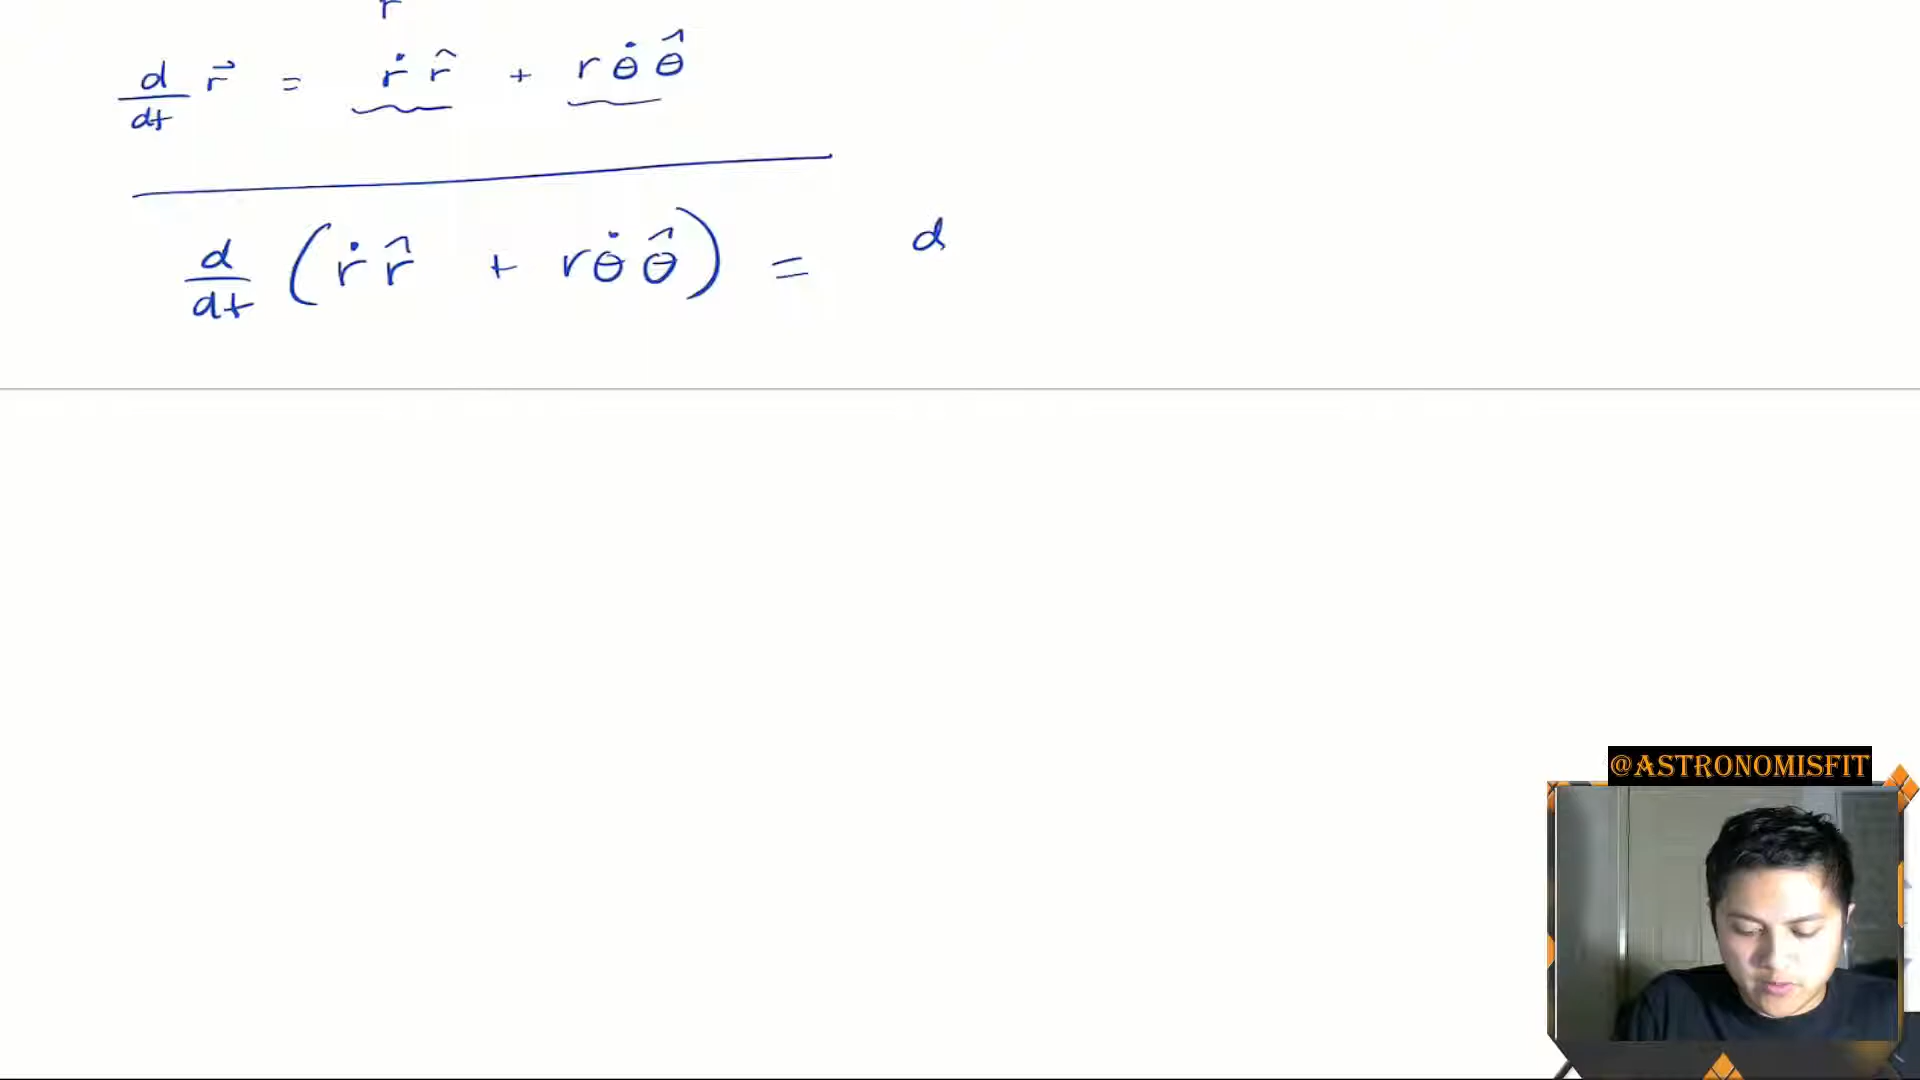 r
d/dt r⃗ = ṙ r̂ + r θ̇ θ̂
d/dt (ṙ r̂ + r θ̇ θ̂) = d
@ASTRONOMISFIT